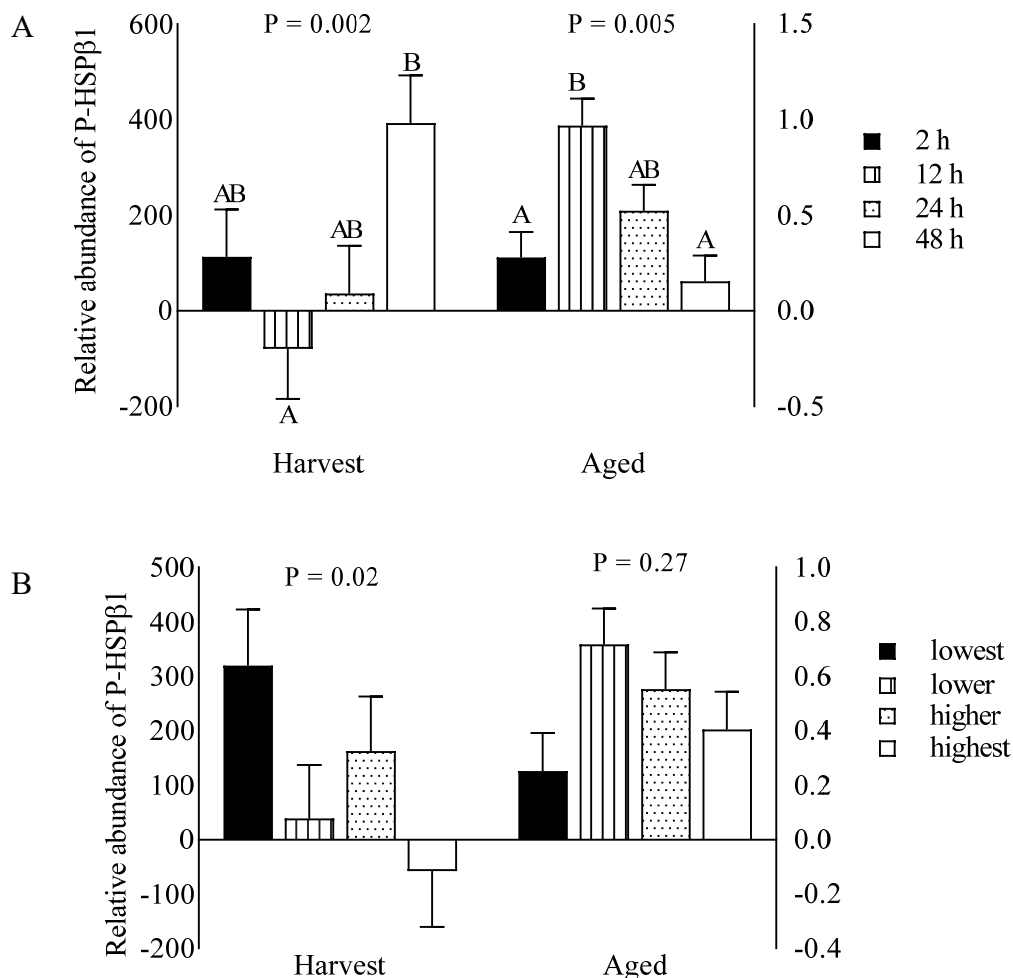 A
Relative abundance of P-HSPβ1
600
400
200
0
-200
P = 0.002
P = 0.005
AB
A
AB
B
A
B
AB
A
1.5
1.0
0.5
0.0
-0.5
Harvest
Aged
2 h
12 h
24 h
48 h
B
Relative abundance of P-HSPβ1
500
400
300
200
100
0
-100
-200
P = 0.02
P = 0.27
1.0
0.8
0.6
0.4
0.2
0.0
-0.2
-0.4
Harvest
Aged
lowest
lower
higher
highest